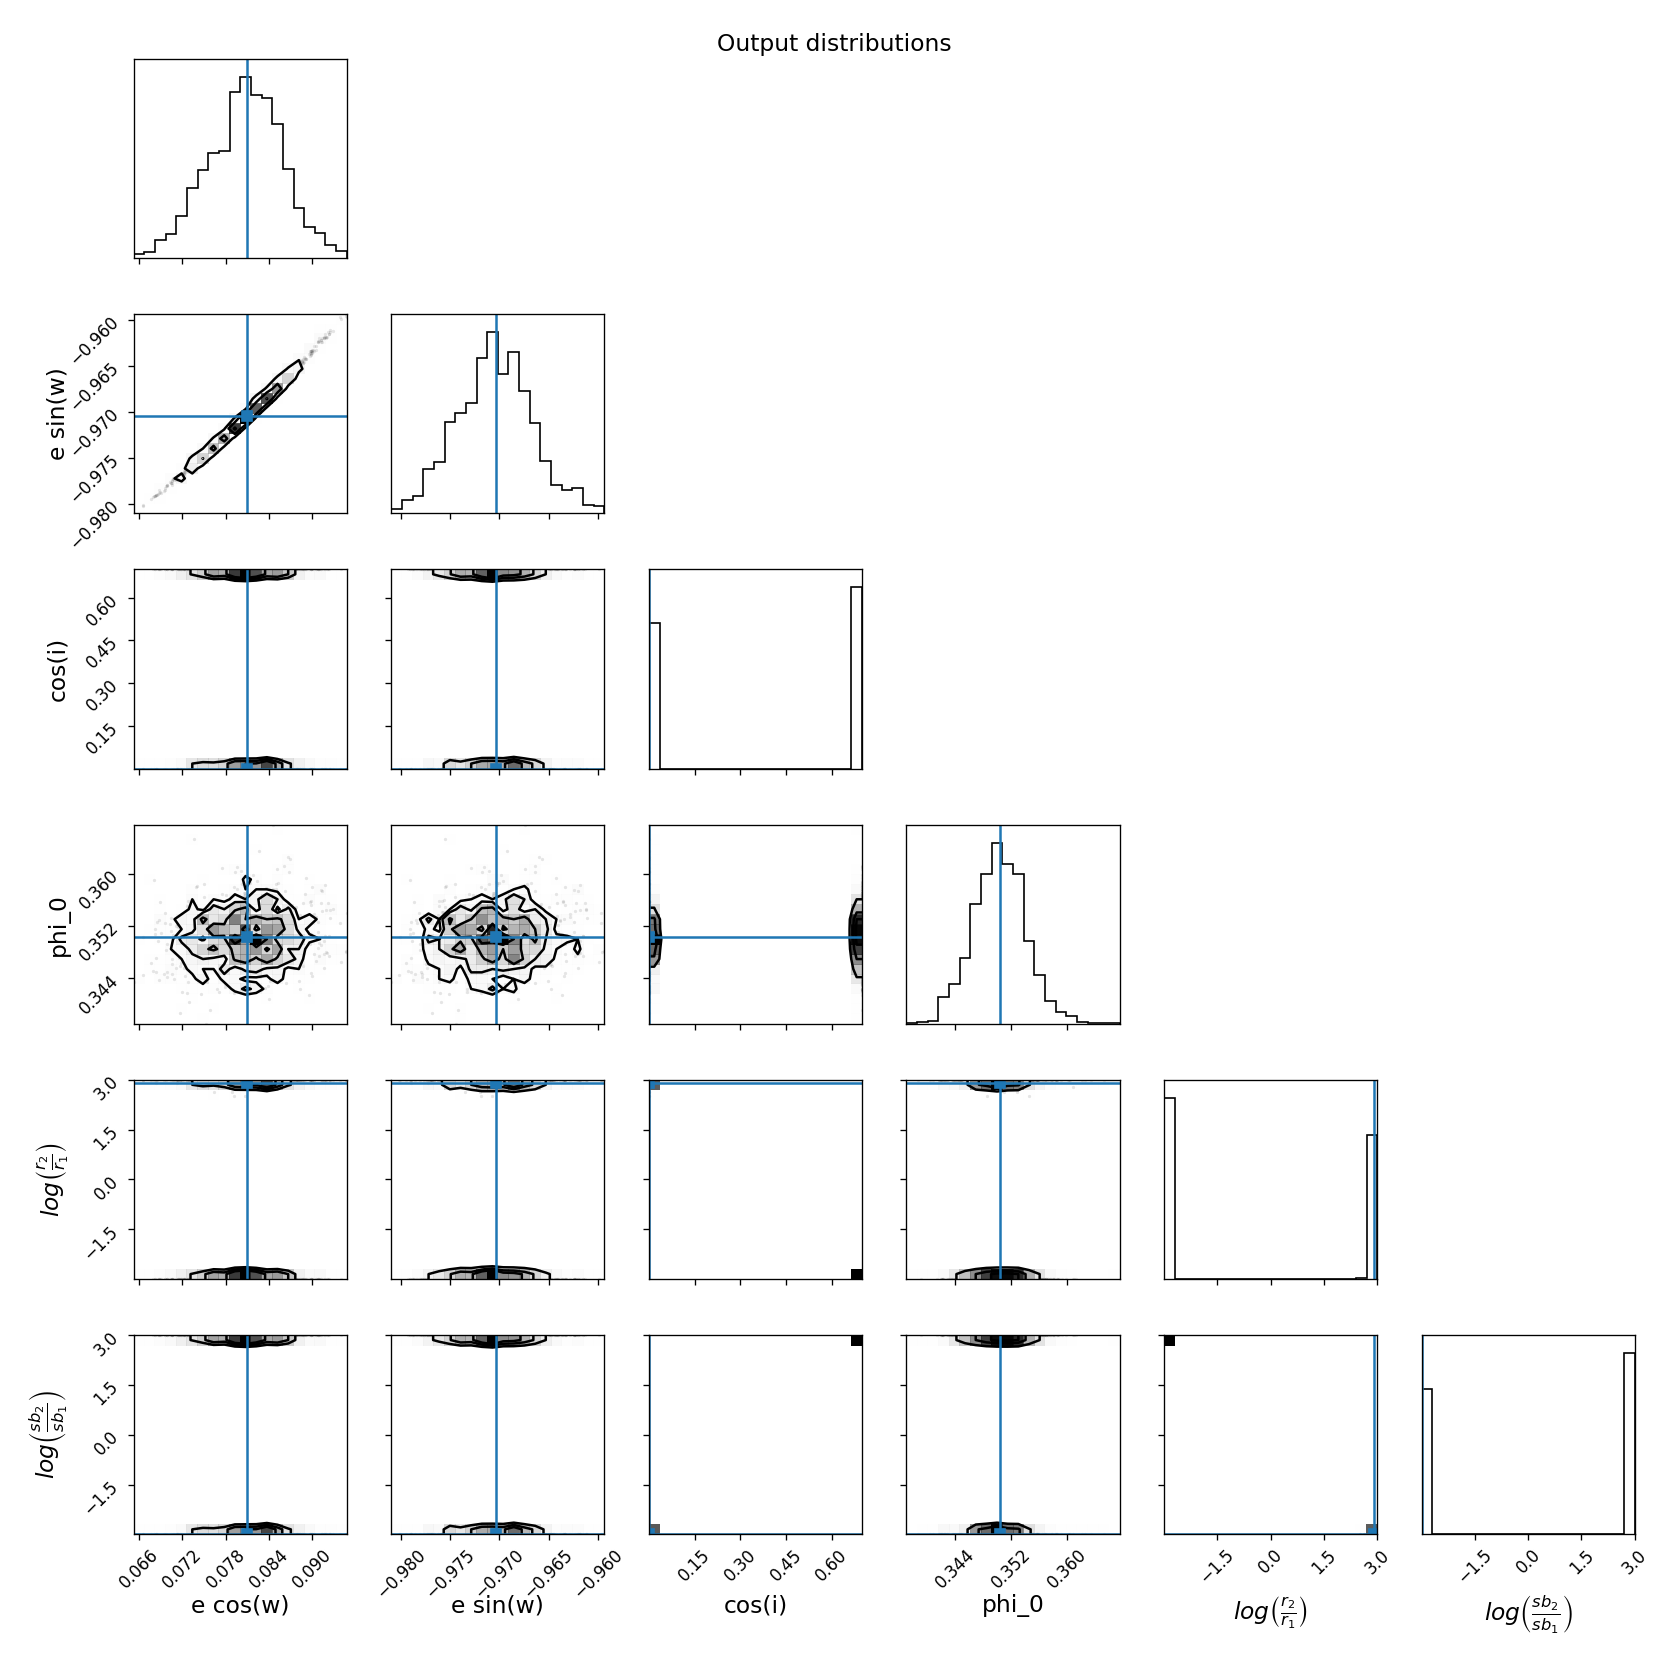 Output distributions
e sin(w)
−0.960
−0.965
−0.970
−0.975
−0.980
cos(i)
0.60
0.45
0.30
0.15
phi_0
0.360
0.352
0.344
log(r2/r1)
3.0
1.5
0.0
−1.5
log(sb2/sb1)
3.0
1.5
0.0
−1.5
0.066 0.072 0.078 0.084 0.090
−0.980 −0.975 −0.970 −0.965 −0.960
0.15 0.30 0.45 0.60
0.344 0.352 0.360
−1.5 0.0 1.5 3.0
−1.5 0.0 1.5 3.0
e cos(w)
e sin(w)
cos(i)
phi_0
log(r2/r1)
log(sb2/sb1)